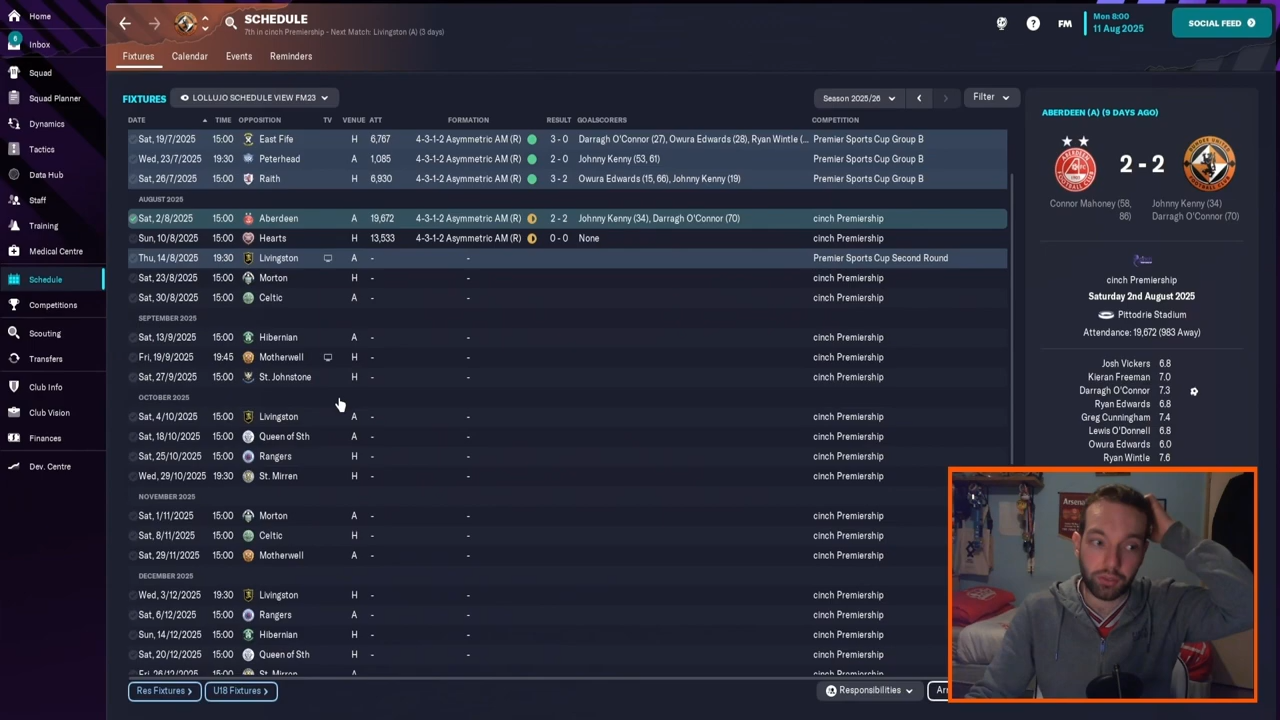 Home
SCHEDULE
7th in cinch Premiership - Next Match: Livingston (A) (3 days)
FM
Mon 8:00
11 Aug 2025
SOCIAL FEED
6
Inbox
Squad
Squad Planner
Dynamics
Tactics
Data Hub
Staff
Training
Medical Centre
Schedule
Competitions
Scouting
Transfers
Club Info
Club Vision
Finances
Dev. Centre
Fixtures Calendar Events Reminders
FIXTURES LOLLUJO SCHEDULE VIEW FM23 Season 2025/26 Filter
DATE TIME OPPOSITION TV VENUE ATT FORMATION RESULT GOALSCORERS COMPETITION
Sat, 19/7/2025 15:00 East Fife H 6,767 4-3-1-2 Asymmetric AM (R) 3 - 0 Darragh O'Connor (27), Owura Edwards (28), Ryan Wintle (... Premier Sports Cup Group B
Wed, 23/7/2025 19:30 Peterhead A 1,085 4-3-1-2 Asymmetric AM (R) 2 - 0 Johnny Kenny (53, 61) Premier Sports Cup Group B
Sat, 26/7/2025 15:00 Raith H 6,930 4-3-1-2 Asymmetric AM (R) 3 - 2 Owura Edwards (15, 66), Johnny Kenny (19) Premier Sports Cup Group B
AUGUST 2025
Sat, 2/8/2025 15:00 Aberdeen A 19,672 4-3-1-2 Asymmetric AM (R) 2 - 2 Johnny Kenny (34), Darragh O'Connor (70) cinch Premiership
Sun, 10/8/2025 15:00 Hearts H 13,533 4-3-1-2 Asymmetric AM (R) 0 - 0 None cinch Premiership
Thu, 14/8/2025 19:30 Livingston A - - Premier Sports Cup Second Round
Sat, 23/8/2025 15:00 Morton H - - cinch Premiership
Sat, 30/8/2025 15:00 Celtic A - - cinch Premiership
SEPTEMBER 2025
Sat, 13/9/2025 15:00 Hibernian A - - cinch Premiership
Fri, 19/9/2025 19:45 Motherwell H - - cinch Premiership
Sat, 27/9/2025 15:00 St. Johnstone H - - cinch Premiership
OCTOBER 2025
Sat, 4/10/2025 15:00 Livingston A - - cinch Premiership
Sat, 18/10/2025 15:00 Queen of Sth A - - cinch Premiership
Sat, 25/10/2025 15:00 Rangers H - - cinch Premiership
Wed, 29/10/2025 19:30 St. Mirren H - - cinch Premiership
NOVEMBER 2025
Sat, 1/11/2025 15:00 Morton A - - cinch Premiership
Sat, 8/11/2025 15:00 Celtic H - - cinch Premiership
Sat, 29/11/2025 15:00 Motherwell A - - cinch Premiership
DECEMBER 2025
Wed, 3/12/2025 19:30 Livingston H - - cinch Premiership
Sat, 6/12/2025 15:00 Rangers A - - cinch Premiership
Sun, 14/12/2025 15:00 Hibernian H - - cinch Premiership
Sat, 20/12/2025 15:00 Queen of Sth H - - cinch Premiership
Fri, 26/12/2025 15:00 St. Mirren A - - cinch Premiership
Res Fixtures U18 Fixtures Responsibilities
ABERDEEN (A) (9 DAYS AGO)
2 - 2
Connor Mahoney (58, 86)
Johnny Kenny (34)
Darragh O'Connor (70)
cinch Premiership
Saturday 2nd August 2025
Pittodrie Stadium
Attendance: 19,672 (983 Away)
Josh Vickers 6.8
Kieran Freeman 7.0
Darragh O'Connor 7.3
Ryan Edwards 6.8
Greg Cunningham 7.4
Lewis O'Donnell 6.8
Owura Edwards 6.0
Ryan Wintle 7.6
Arsenal